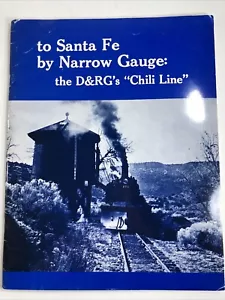 to Santa Fe
by Narrow Gauge:
the D&RG's "Chili Line"